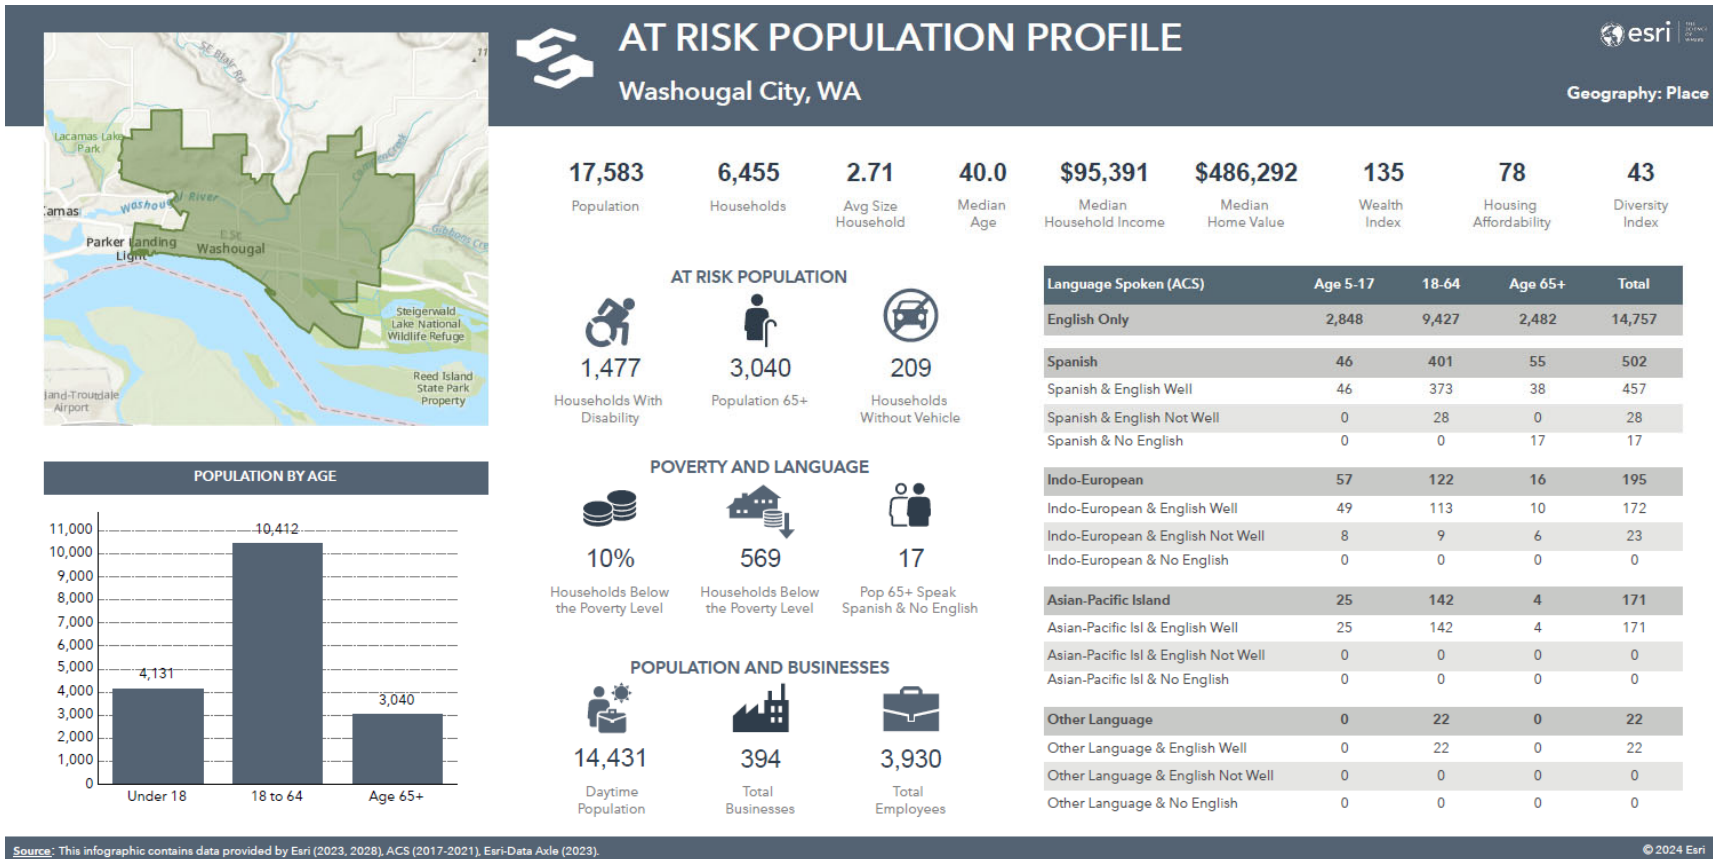 AT RISK POPULATION PROFILE
Washougal City, WA
esri
THE
SCIENCE
OF
WHERE
Geography: Place
SE Blair Rd
11
Lacamas Lake
Park
Washougal River
amas
Parker Landing
Light
E St
Washougal
Gibbons Cre
Steigerwald
Lake National
Wildlife Refuge
Reed Island
State Park
Property
land-Troutdale
Airport
17,583
Population
6,455
Households
2.71
Avg Size
Household
40.0
Median
Age
$95,391
Median
Household Income
$486,292
Median
Home Value
135
Wealth
Index
78
Housing
Affordability
43
Diversity
Index
AT RISK POPULATION
1,477
Households With
Disability
3,040
Population 65+
209
Households
Without Vehicle
POVERTY AND LANGUAGE
10%
Households Below
the Poverty Level
569
Households Below
the Poverty Level
17
Pop 65+ Speak
Spanish & No English
POPULATION AND BUSINESSES
14,431
Daytime
Population
394
Total
Businesses
3,930
Total
Employees
POPULATION BY AGE
11,000
10,000
9,000
8,000
7,000
6,000
5,000
4,000
3,000
2,000
1,000
0
4,131
10,412
3,040
Under 18
18 to 64
Age 65+
Language Spoken (ACS) Age 5-17 18-64 Age 65+ Total
English Only 2,848 9,427 2,482 14,757
Spanish 46 401 55 502
Spanish & English Well 46 373 38 457
Spanish & English Not Well 0 28 0 28
Spanish & No English 0 0 17 17
Indo-European 57 122 16 195
Indo-European & English Well 49 113 10 172
Indo-European & English Not Well 8 9 6 23
Indo-European & No English 0 0 0 0
Asian-Pacific Island 25 142 4 171
Asian-Pacific Isl & English Well 25 142 4 171
Asian-Pacific Isl & English Not Well 0 0 0 0
Asian-Pacific Isl & No English 0 0 0 0
Other Language 0 22 0 22
Other Language & English Well 0 22 0 22
Other Language & English Not Well 0 0 0 0
Other Language & No English 0 0 0 0
Source: This infographic contains data provided by Esri (2023, 2028), ACS (2017-2021), Esri-Data Axle (2023).
© 2024 Esri